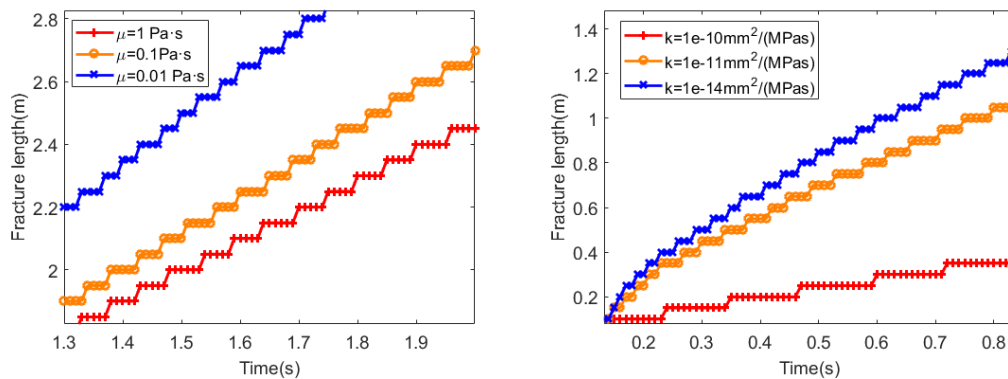 2.8
2.6
2.4
2.2
2
Fracture length(m)
μ=1 Pa·s
μ=0.1Pa·s
μ=0.01 Pa·s
1.3 1.4 1.5 1.6 1.7 1.8 1.9
Time(s)
1.4
1.2
1
0.8
0.6
0.4
0.2
Fracture length(m)
k=1e-10mm²/(MPas)
k=1e-11mm²/(MPas)
k=1e-14mm²/(MPas)
0.2 0.3 0.4 0.5 0.6 0.7 0.8
Time(s)